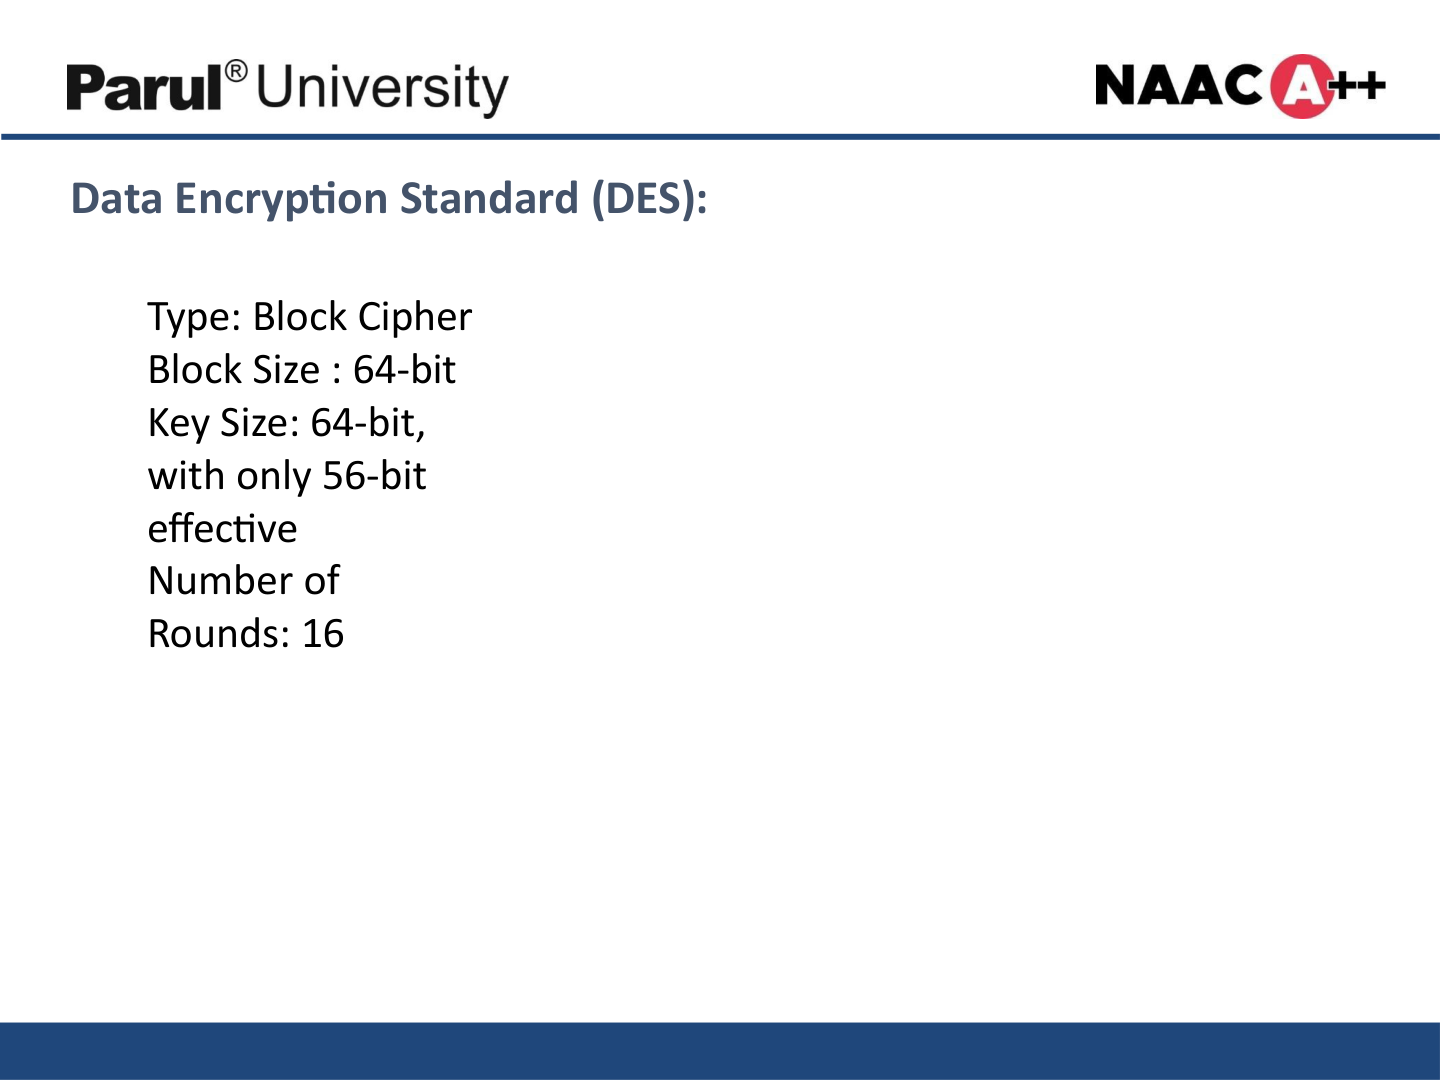 Parul® University
NAAC A++
Data Encryption Standard (DES):
Type: Block Cipher
Block Size : 64-bit
Key Size: 64-bit,
with only 56-bit
effective
Number of
Rounds: 16